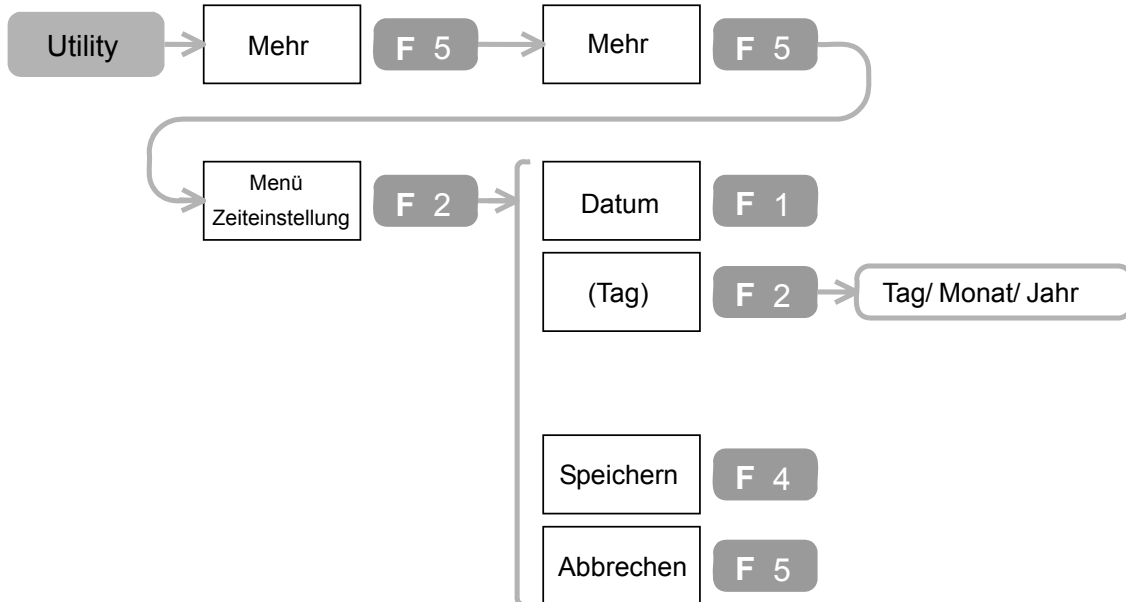 Utility
Mehr
F 5
Mehr
F 5
Menü
Zeiteinstellung
F 2
Datum
F 1
(Tag)
F 2
Tag/ Monat/ Jahr
Speichern
F 4
Abbrechen
F 5